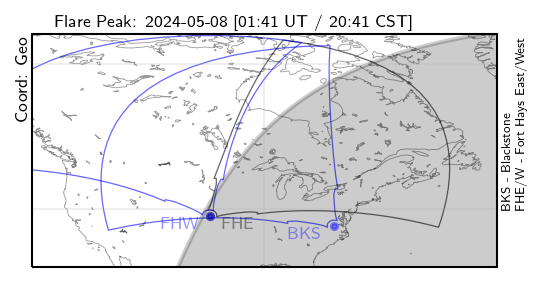 Flare Peak: 2024-05-08 [01:41 UT / 20:41 CST]
Coord: Geo
FHW
FHE
BKS
BKS - Blackstone
FHE/W - Fort Hays East/West